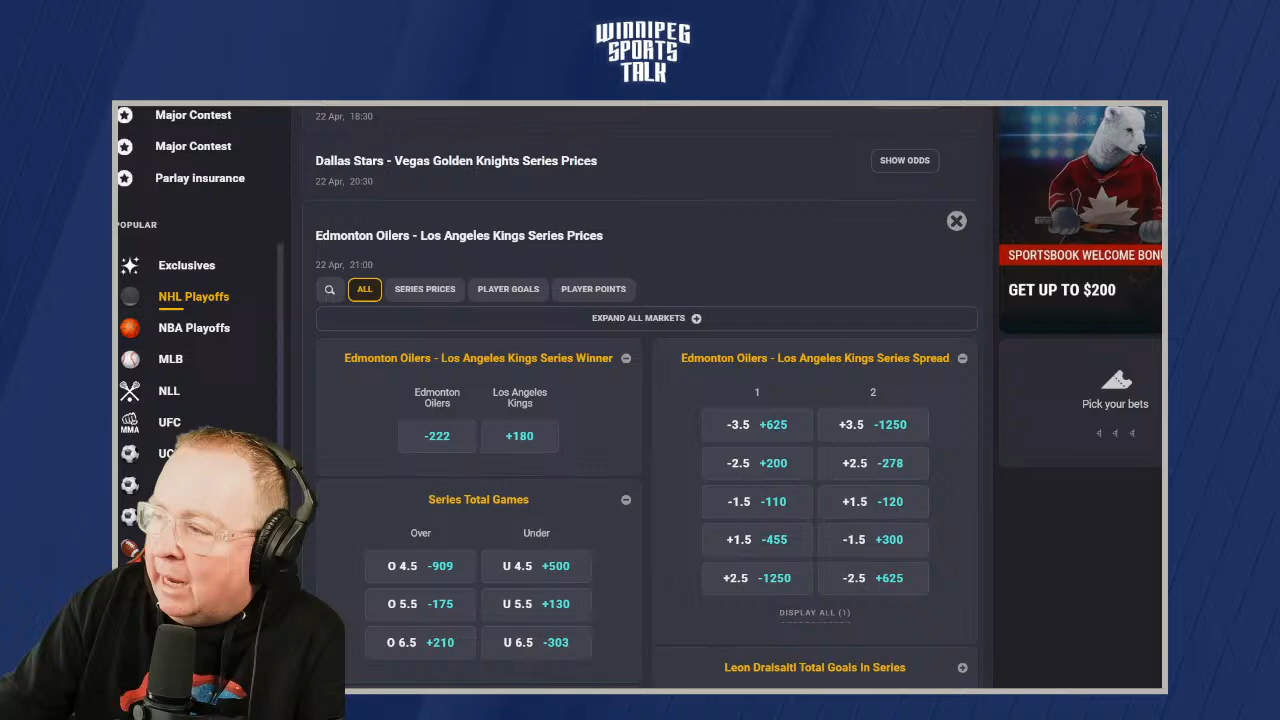 WINNIPEG
SPORTS
TALK
Major Contest
Major Contest
Parlay insurance
POPULAR
Exclusives
NHL Playoffs
NBA Playoffs
MLB
NLL
MMA
UFC
22 Apr, 18:30
Dallas Stars - Vegas Golden Knights Series Prices
SHOW ODDS
22 Apr, 20:30
Edmonton Oilers - Los Angeles Kings Series Prices
22 Apr, 21:00
ALL
SERIES PRICES
PLAYER GOALS
PLAYER POINTS
EXPAND ALL MARKETS
Edmonton Oilers - Los Angeles Kings Series Winner
Edmonton Oilers
Los Angeles Kings
-222
+180
Series Total Games
Over Under
O 4.5 -909 U 4.5 +500
O 5.5 -175 U 5.5 +130
O 6.5 +210 U 6.5 -303
Edmonton Oilers - Los Angeles Kings Series Spread
1 2
-3.5 +625 +3.5 -1250
-2.5 +200 +2.5 -278
-1.5 -110 +1.5 -120
+1.5 -455 -1.5 +300
+2.5 -1250 -2.5 +625
DISPLAY ALL (1)
Leon Draisaitl Total Goals In Series
SPORTSBOOK WELCOME
GET UP TO $200
Pick your bets